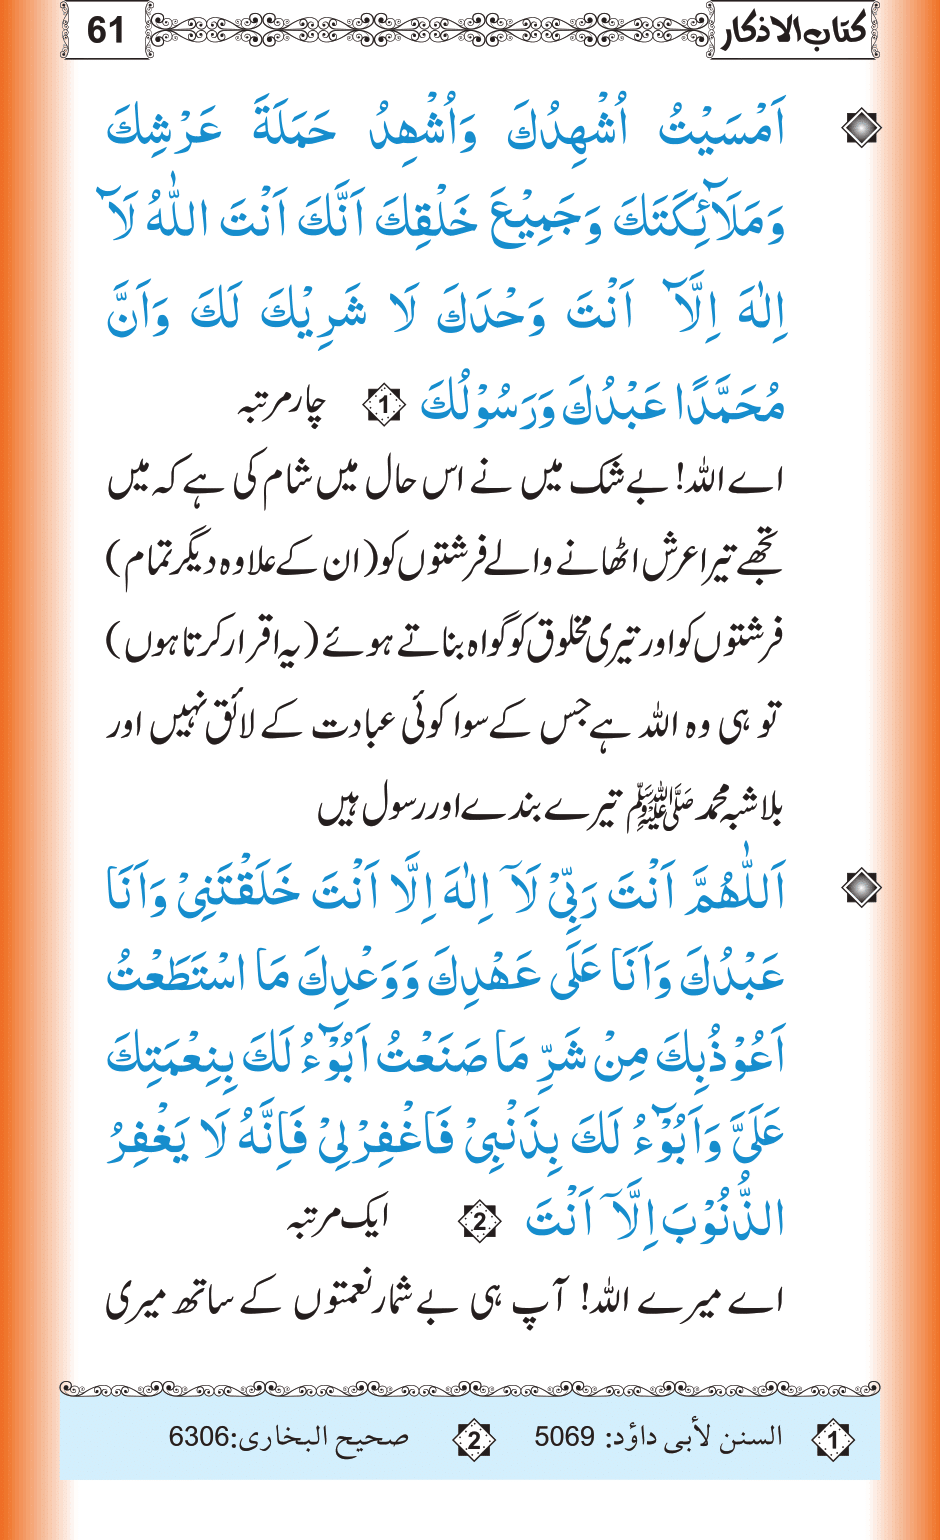 كتاب الاذكار 61
اَمْسَيْتُ اُشْهِدُكَ وَاُشْهِدُ حَمَلَةَ عَرْشِكَ
وَمَلَآئِكَتَكَ وَجَمِيْعَ خَلْقِكَ اَنَّكَ اَنْتَ اللّٰهُ لَآ
اِلٰهَ اِلَّآ اَنْتَ وَحْدَكَ لَا شَرِيْكَ لَكَ وَاَنَّ
مُحَمَّدًا عَبْدُكَ وَرَسُوْلُكَ 1 چار مرتبہ
اے اللہ! بے شک میں نے اس حال میں شام کی ہے کہ میں
تجھے تیرا عرش اٹھانے والے فرشتوں کو (ان کے علاوہ دیگر تمام)
فرشتوں کو اور تیری مخلوق کو گواہ بناتے ہوئے (یہ اقرار کرتا ہوں)
تو ہی وہ اللہ ہے جس کے سوا کوئی عبادت کے لائق نہیں اور
بلاشبہ محمد ﷺ تیرے بندے اور رسول ہیں
اَللّٰهُمَّ اَنْتَ رَبِّيْ لَآ اِلٰهَ اِلَّا اَنْتَ خَلَقْتَنِيْ وَاَنَا
عَبْدُكَ وَاَنَا عَلَى عَهْدِكَ وَوَعْدِكَ مَا اسْتَطَعْتُ
اَعُوْذُبِكَ مِنْ شَرِّ مَا صَنَعْتُ اَبُوْٓءُ لَكَ بِنِعْمَتِكَ
عَلَىَّ وَاَبُوْٓءُ لَكَ بِذَنْبِيْ فَاغْفِرْلِيْ فَاِنَّهُ لَا يَغْفِرُ
الذُّنُوْبَ اِلَّآ اَنْتَ 2 ایک مرتبہ
اے میرے اللہ! آپ ہی بے شمار نعمتوں کے ساتھ میری
1 السنن لأبی داؤد: 5069 2 صحیح البخاری:6306